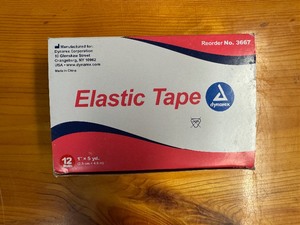 Manufactured for:
Dynarex Corporation
10 Glenshaw Street
Orangeburg, NY 10962
USA • www.dynarex.com
Made in China
Reorder No. 3667
Elastic Tape
dynarex
12
1" x 5 yd.